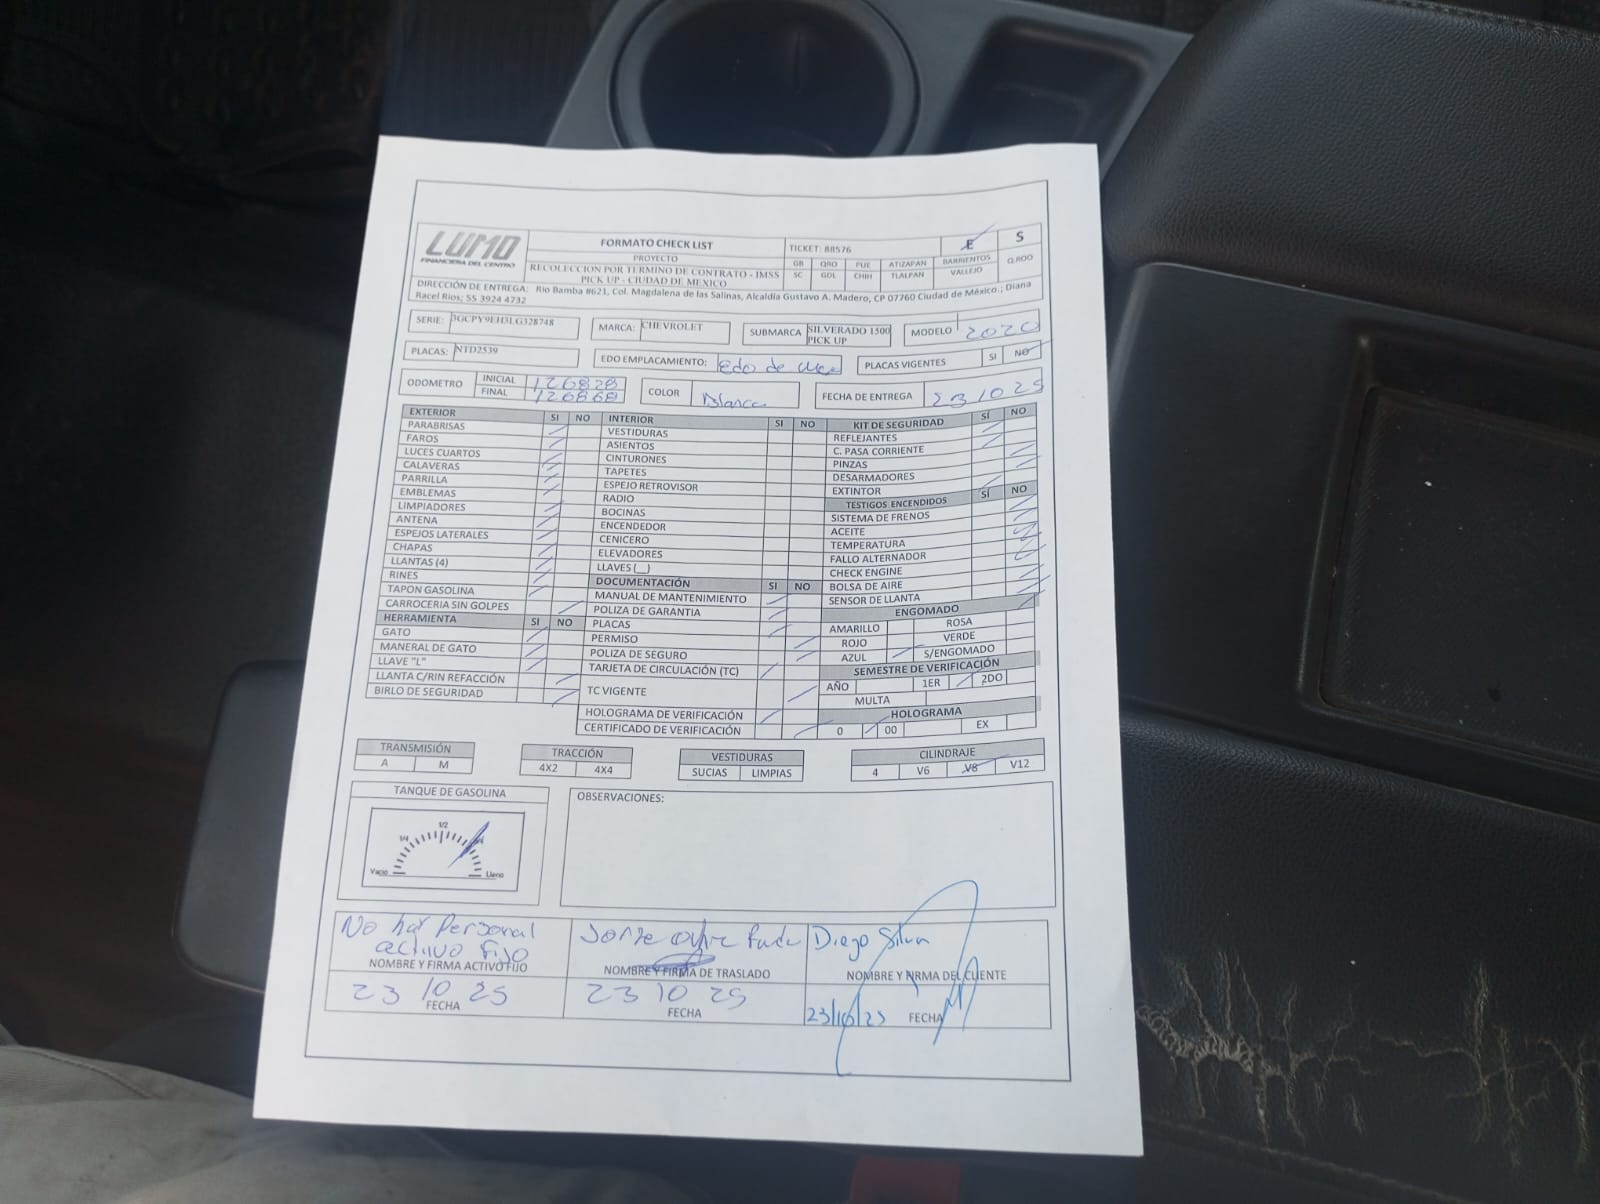 LUMO
FINANCIERA DEL CENTRO
FORMATO CHECK LIST
PROYECTO
RECOLECCION POR TERMINO DE CONTRATO - IMSS
PICK UP - CIUDAD DE MEXICO
TICKET: 88576
E S
GB QRO PUE ATIZAPAN BARRIENTOS Q.ROO
SC GDL CHIH TLALPAN VALLEJO
DIRECCIÓN DE ENTREGA: Rio Bamba #621, Col. Magdalena de las Salinas, Alcaldía Gustavo A. Madero, CP 07760 Ciudad de México.; Diana
Racel Rios; 55 3924 4732
SERIE: 3GCPY9EH3LG328748 MARCA: CHEVROLET SUBMARCA SILVERADO 1500 PICK UP MODELO 2020
PLACAS: NTD2539 EDO EMPLACAMIENTO: Edo de Mex PLACAS VIGENTES SI NO
ODOMETRO INICIAL 126828
FINAL 126868
COLOR Blanca FECHA DE ENTREGA 23 10 25
EXTERIOR SI NO
PARABRISAS
FAROS
LUCES CUARTOS
CALAVERAS
PARRILLA
EMBLEMAS
LIMPIADORES
ANTENA
ESPEJOS LATERALES
CHAPAS
LLANTAS (4)
RINES
TAPON GASOLINA
CARROCERIA SIN GOLPES
HERRAMIENTA SI NO
GATO
MANERAL DE GATO
LLAVE "L"
LLANTA C/RIN REFACCIÓN
BIRLO DE SEGURIDAD
INTERIOR SI NO
VESTIDURAS
ASIENTOS
CINTURONES
TAPETES
ESPEJO RETROVISOR
RADIO
BOCINAS
ENCENDEDOR
CENICERO
ELEVADORES
LLAVES (__)
DOCUMENTACIÓN SI NO
MANUAL DE MANTENIMIENTO
POLIZA DE GARANTIA
PLACAS
PERMISO
POLIZA DE SEGURO
TARJETA DE CIRCULACIÓN (TC)
TC VIGENTE
HOLOGRAMA DE VERIFICACIÓN
CERTIFICADO DE VERIFICACIÓN
KIT DE SEGURIDAD SÍ NO
REFLEJANTES
C. PASA CORRIENTE
PINZAS
DESARMADORES
EXTINTOR
TESTIGOS ENCENDIDOS SÍ NO
SISTEMA DE FRENOS
ACEITE
TEMPERATURA
FALLO ALTERNADOR
CHECK ENGINE
BOLSA DE AIRE
SENSOR DE LLANTA
ENGOMADO
AMARILLO ROSA
ROJO VERDE
AZUL S/ENGOMADO
SEMESTRE DE VERIFICACIÓN
AÑO 1ER 2DO
MULTA
HOLOGRAMA
0 00 EX
TRANSMISIÓN
A M
TRACCIÓN
4X2 4X4
VESTIDURAS
SUCIAS LIMPIAS
CILINDRAJE
4 V6 V8 V12
TANQUE DE GASOLINA
1/4 1/2
Vacio Lleno
OBSERVACIONES:
No hay Personal
activo fijo
NOMBRE Y FIRMA ACTIVO FIJO
23 10 25
FECHA
Jorge
NOMBRE Y FIRMA DE TRASLADO
23 10 25
FECHA
Diego Silva
NOMBRE Y FIRMA DEL CLIENTE
23/10/25 FECHA